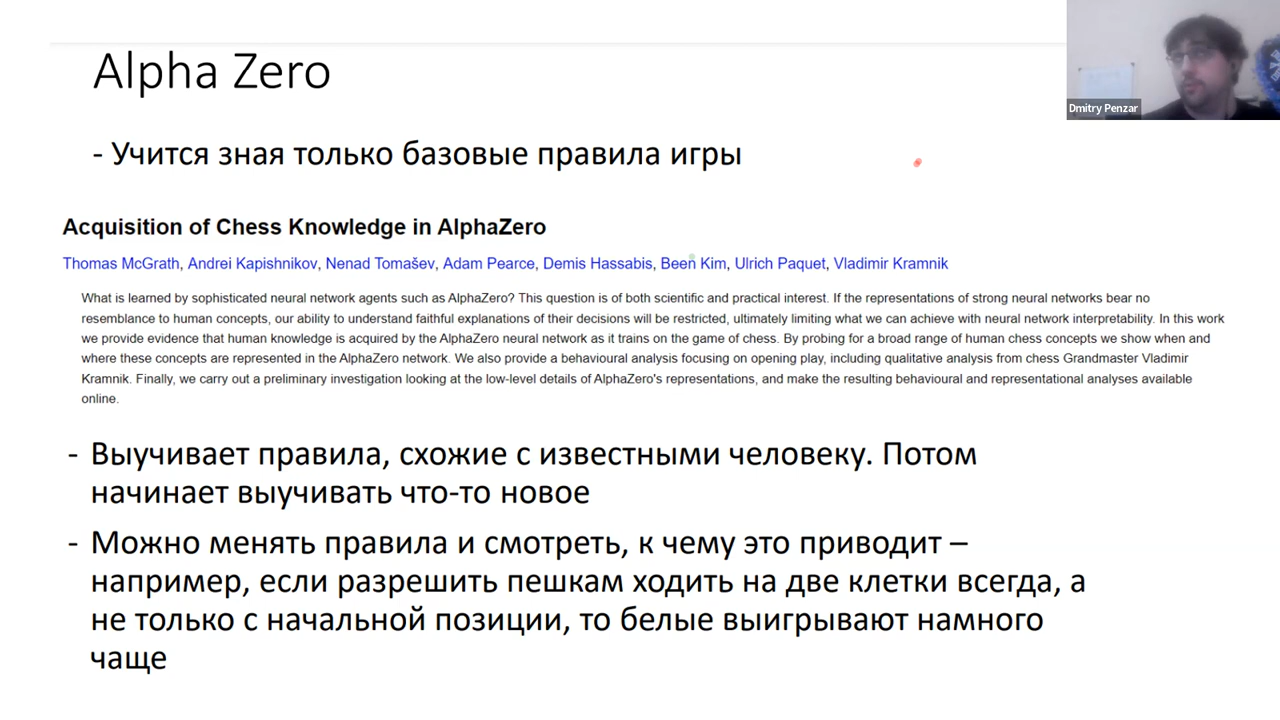 Alpha Zero
Dmitry Penzar
- Учится зная только базовые правила игры
Acquisition of Chess Knowledge in AlphaZero
Thomas McGrath, Andrei Kapishnikov, Nenad Tomašev, Adam Pearce, Demis Hassabis, Been Kim, Ulrich Paquet, Vladimir Kramnik
What is learned by sophisticated neural network agents such as AlphaZero? This question is of both scientific and practical interest. If the representations of strong neural networks bear no
resemblance to human concepts, our ability to understand faithful explanations of their decisions will be restricted, ultimately limiting what we can achieve with neural network interpretability. In this work
we provide evidence that human knowledge is acquired by the AlphaZero neural network as it trains on the game of chess. By probing for a broad range of human chess concepts we show when and
where these concepts are represented in the AlphaZero network. We also provide a behavioural analysis focusing on opening play, including qualitative analysis from chess Grandmaster Vladimir
Kramnik. Finally, we carry out a preliminary investigation looking at the low-level details of AlphaZero's representations, and make the resulting behavioural and representational analyses available
online.
- Выучивает правила, схожие с известными человеку. Потом
начинает выучивать что-то новое
- Можно менять правила и смотреть, к чему это приводит –
например, если разрешить пешкам ходить на две клетки всегда, а
не только с начальной позиции, то белые выигрывают намного
чаще